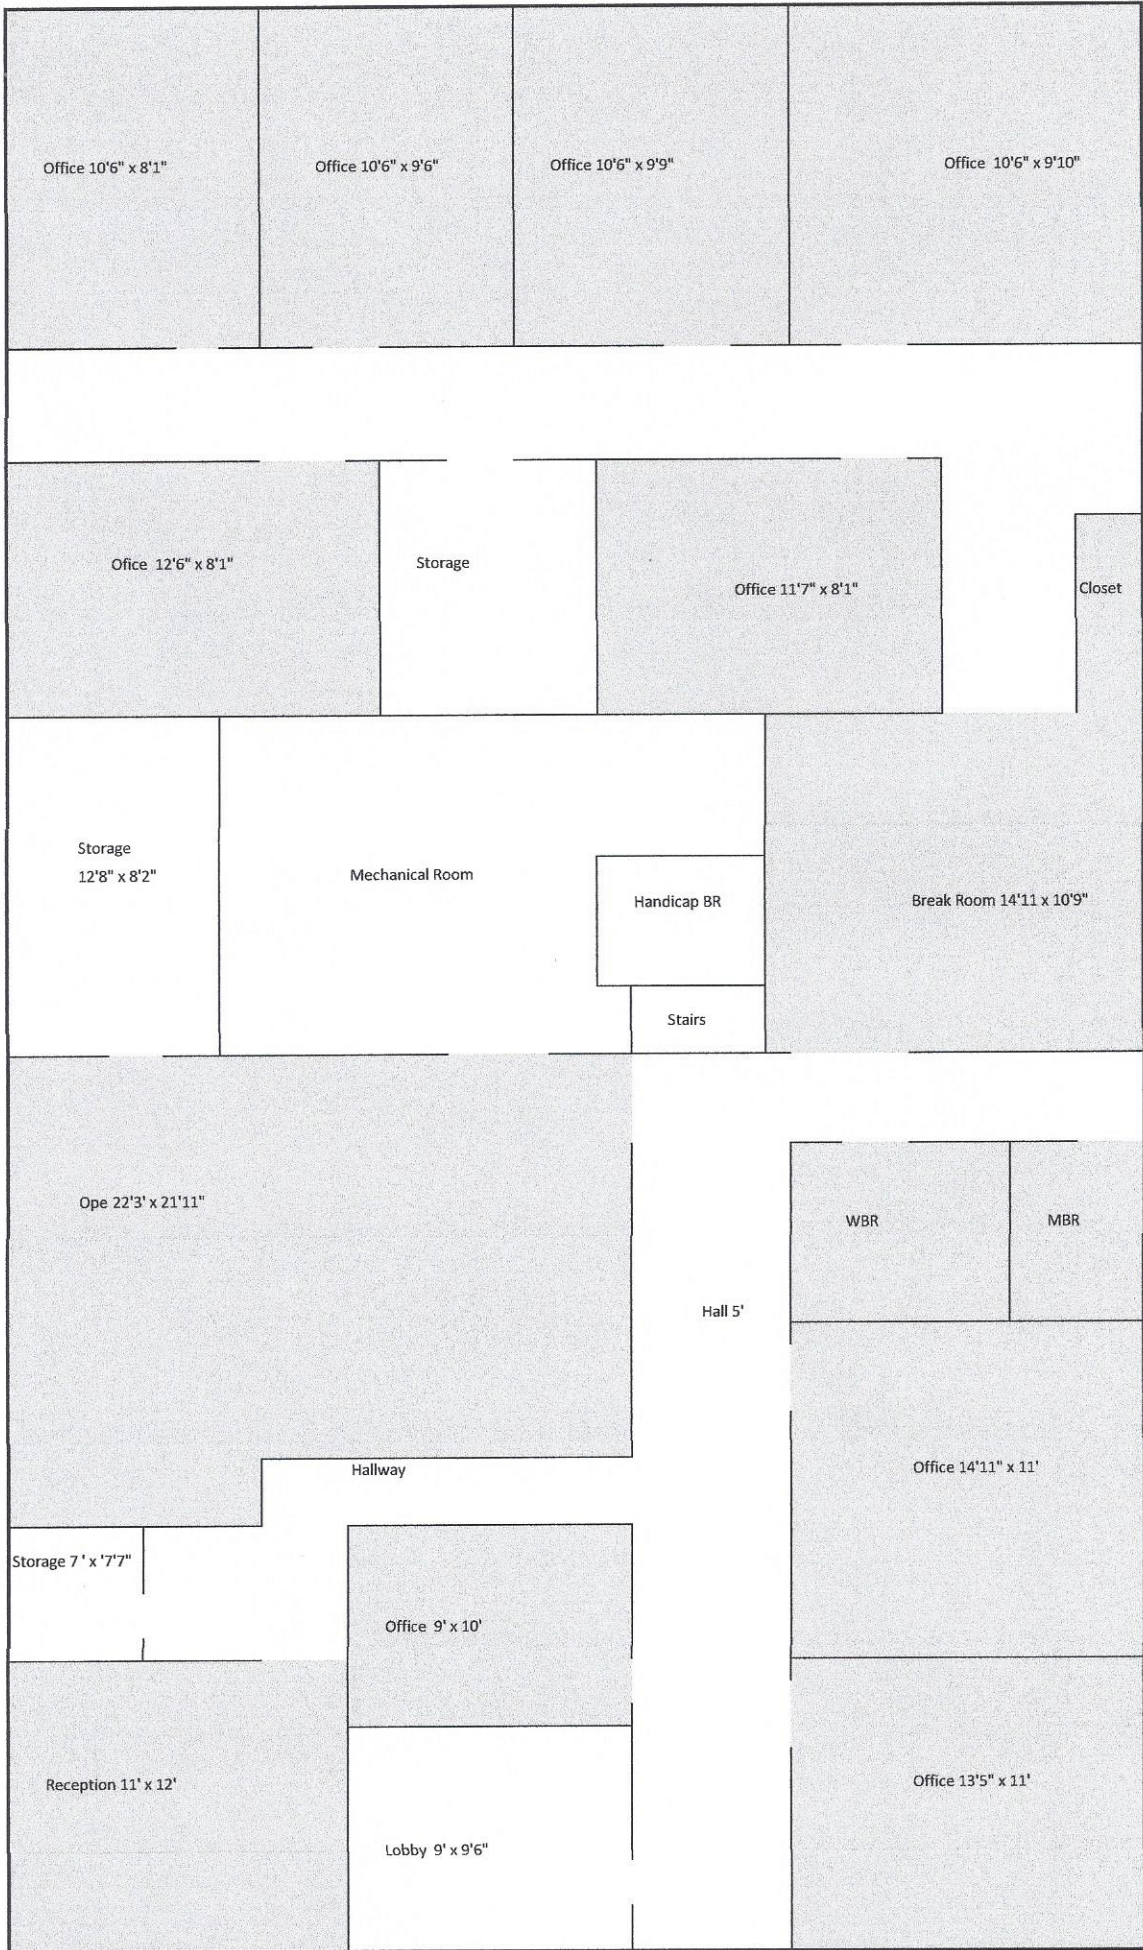 Office 10'6" x 8'1"
Office 10'6" x 9'6"
Office 10'6" x 9'9"
Office  10'6" x 9'10"
Ofice  12'6" x 8'1"
Storage
Office 11'7" x 8'1"
Closet
Storage
12'8" x 8'2"
Mechanical Room
Handicap BR
Break Room 14'11 x 10'9"
Stairs
Ope 22'3' x 21'11"
WBR
MBR
Hall 5'
Hallway
Office 14'11" x 11'
Storage 7 ' x '7'7"
Office  9' x 10'
Reception 11' x 12'
Office 13'5" x 11'
Lobby  9' x 9'6"